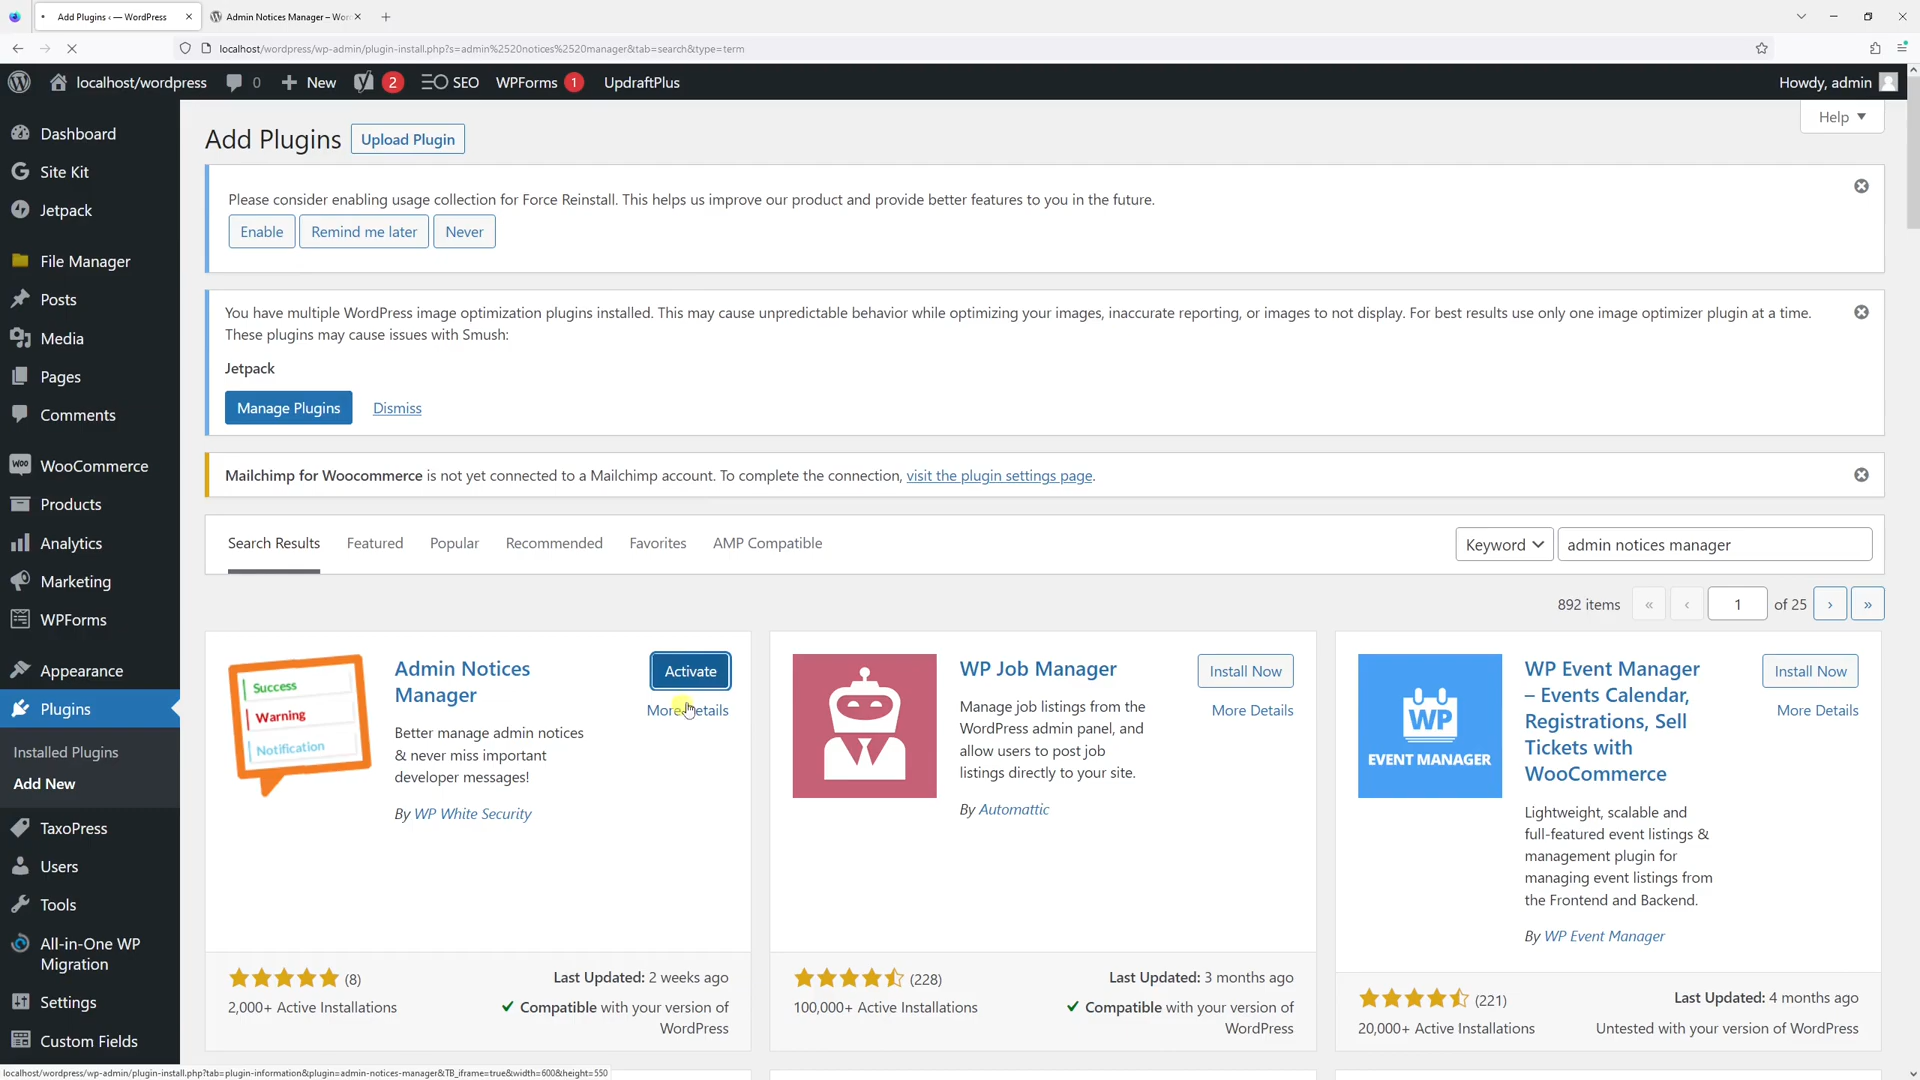 Add Plugins ‹ — WordPress
Admin Notices Manager – Wor
localhost/wordpress/wp-admin/plugin-install.php?s=admin%2520notices%2520manager&tab=search&type=term
localhost/wordpress
0
New
2
SEO
WPForms
1
UpdraftPlus
Howdy, admin
Dashboard
Site Kit
Jetpack
File Manager
Posts
Media
Pages
Comments
WooCommerce
Products
Analytics
Marketing
WPForms
Appearance
Plugins
Installed Plugins
Add New
TaxoPress
Users
Tools
All-in-One WP
Migration
Settings
Custom Fields
Help
Add Plugins
Upload Plugin
Please consider enabling usage collection for Force Reinstall. This helps us improve our product and provide better features to you in the future.
Enable
Remind me later
Never
You have multiple WordPress image optimization plugins installed. This may cause unpredictable behavior while optimizing your images, inaccurate reporting, or images to not display. For best results use only one image optimizer plugin at a time.
These plugins may cause issues with Smush:
Jetpack
Manage Plugins
Dismiss
Mailchimp for Woocommerce is not yet connected to a Mailchimp account. To complete the connection, visit the plugin settings page.
Search Results
Featured
Popular
Recommended
Favorites
AMP Compatible
Keyword
admin notices manager
892 items
«
‹
1
of 25
›
»
Success
Warning
Notification
Admin Notices
Manager
Activate
More Details
Better manage admin notices
& never miss important
developer messages!
By WP White Security
(8)
2,000+ Active Installations
Last Updated: 2 weeks ago
Compatible with your version of
WordPress
WP Job Manager
Install Now
More Details
Manage job listings from the
WordPress admin panel, and
allow users to post job
listings directly to your site.
By Automattic
(228)
100,000+ Active Installations
Last Updated: 3 months ago
Compatible with your version of
WordPress
WP
EVENT MANAGER
WP Event Manager
– Events Calendar,
Registrations, Sell
Tickets with
WooCommerce
Install Now
More Details
Lightweight, scalable and
full-featured event listings &
management plugin for
managing event listings from
the Frontend and Backend.
By WP Event Manager
(221)
20,000+ Active Installations
Last Updated: 4 months ago
Untested with your version of WordPress
localhost/wordpress/wp-admin/plugin-install.php?tab=plugin-information&plugin=admin-notices-manager&TB_iframe=true&width=600&height=550